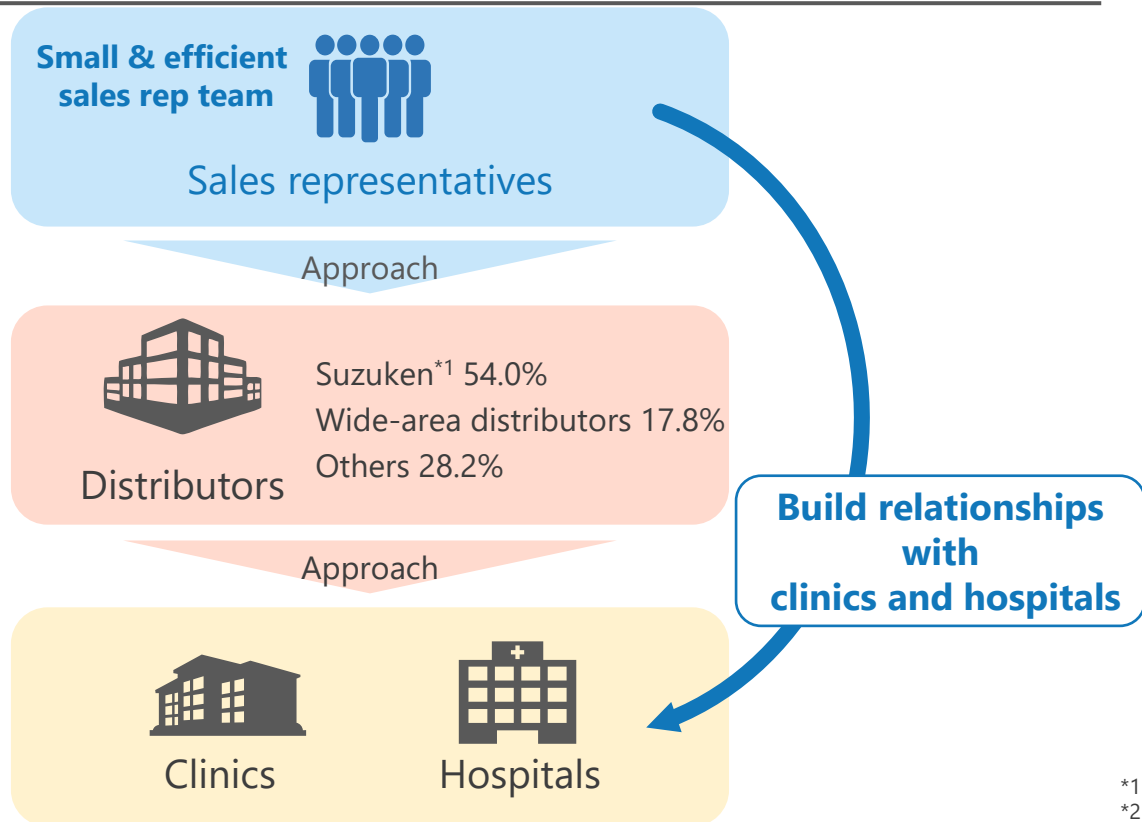 Small & efficient
sales rep team
Sales representatives
Approach
Suzuken*1 54.0%
Wide-area distributors 17.8%
Others 28.2%
Distributors
Build relationships
with
clinics and hospitals
Approach
Clinics
Hospitals
*1
*2